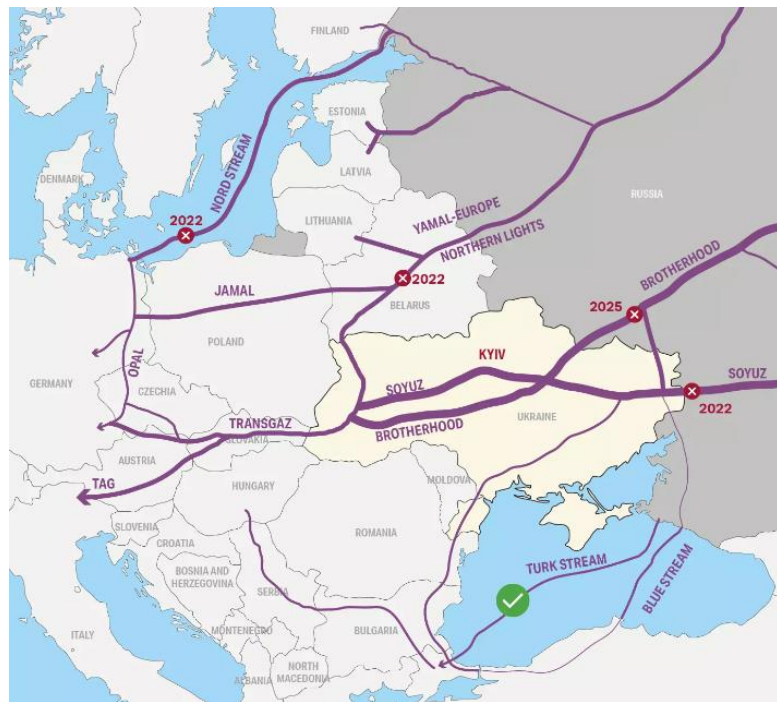 FINLAND
ESTONIA
NORD STREAM
LATVIA
DENMARK
RUSSIA
LITHUANIA
YAMAL-EUROPE
2022
NORTHERN LIGHTS
BROTHERHOOD
2022
JAMAL
BELARUS
2025
POLAND
KYIV
OPAL
SOYUZ
SOYUZ
GERMANY
CZECHIA
2022
UKRAINE
TRANSGAZ
BROTHERHOOD
SLOVAKIA
AUSTRIA
TAG
HUNGARY
MOLDOVA
SLOVENIA
ROMANIA
CROATIA
TURK STREAM
BLUE STREAM
BOSNIA AND
HERZEGOVINA
SERBIA
ITALY
MONTENEGRO
BULGARIA
NORTH
MACEDONIA
ALBANIA